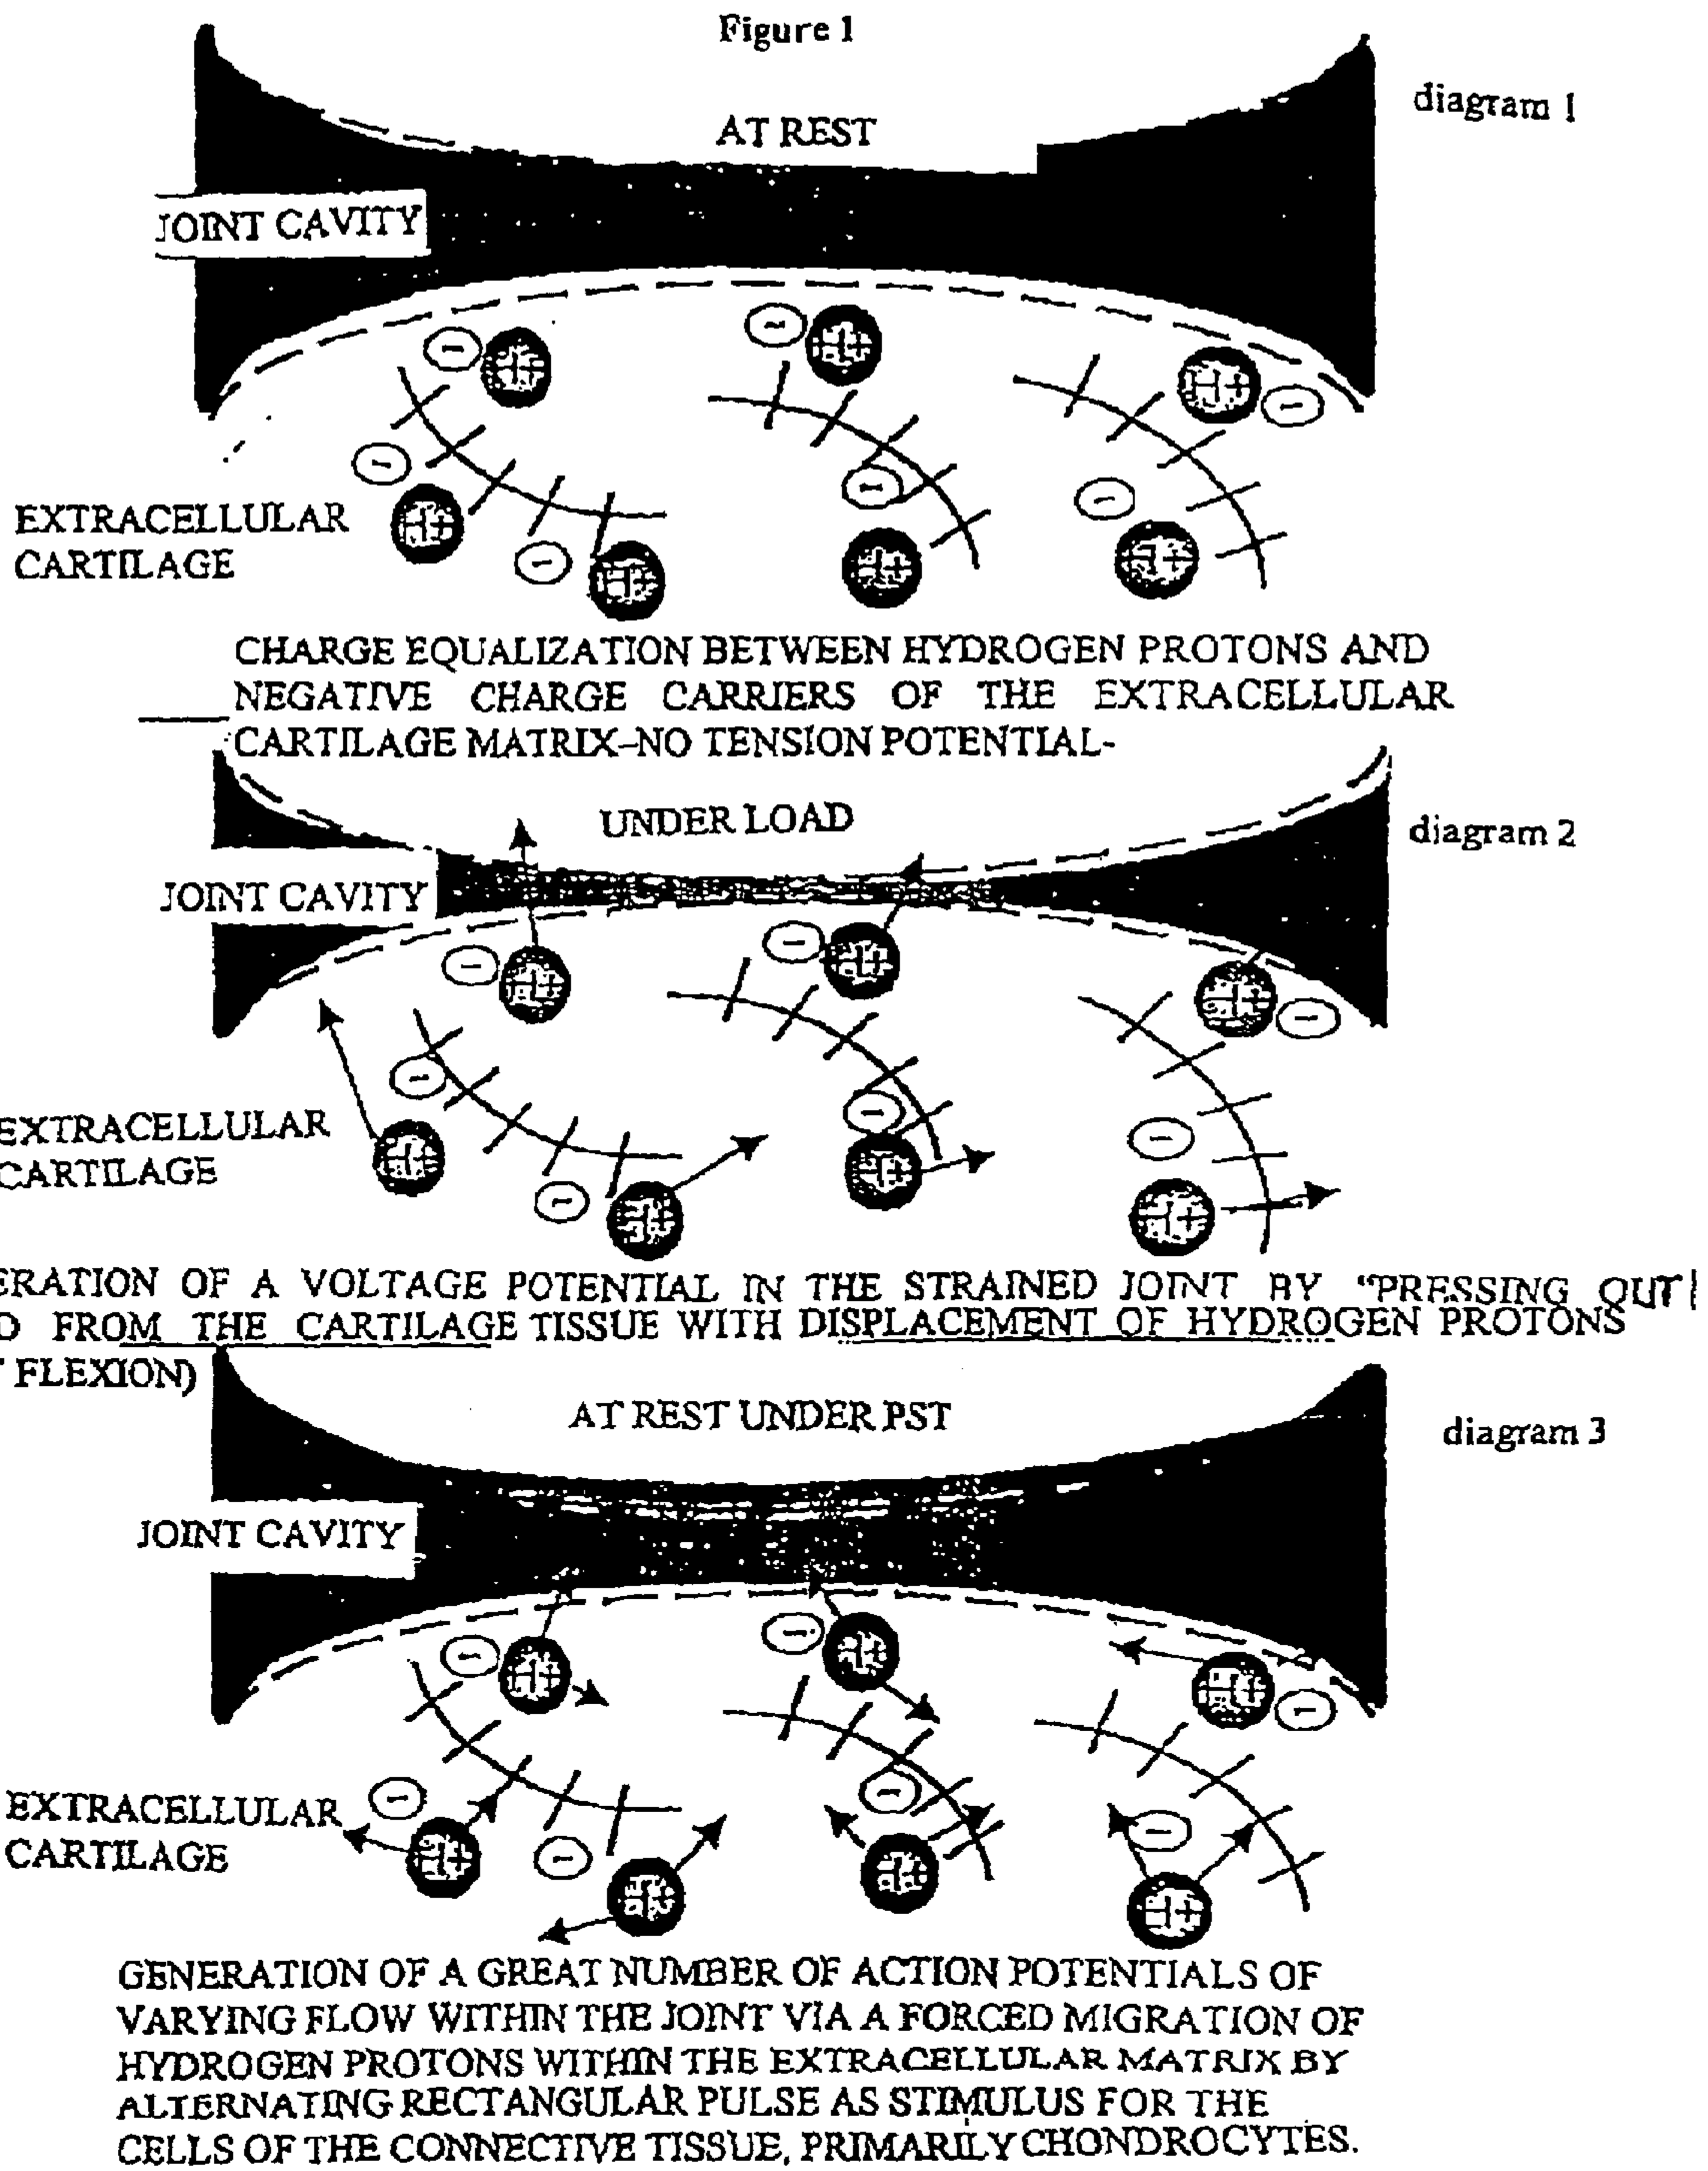 Figure 1
diagram 1
AT REST
JOINT CAVITY
EXTRACELLULAR
CARTILAGE
CHARGE EQUALIZATION BETWEEN HYDROGEN PROTONS AND
NEGATIVE CHARGE CARRIERS OF THE EXTRACELLULAR
CARTILAGE MATRIX–NO TENSION POTENTIAL-
UNDER LOAD
diagram 2
JOINT CAVITY
EXTRACELLULAR
CARTILAGE
ERATION OF A VOLTAGE POTENTIAL IN THE STRAINED JOINT BY "PRESSING OUT
D FROM THE CARTILAGE TISSUE WITH DISPLACEMENT OF HYDROGEN PROTONS
T FLEXION)
AT REST UNDER PST
diagram 3
JOINT CAVITY
EXTRACELLULAR
CARTILAGE
GENERATION OF A GREAT NUMBER OF ACTION POTENTIALS OF
VARYING FLOW WITHIN THE JOINT VIA A FORCED MIGRATION OF
HYDROGEN PROTONS WITHIN THE EXTRACELLULAR MATRIX BY
ALTERNATING RECTANGULAR PULSE AS STIMULUS FOR THE
CELLS OF THE CONNECTIVE TISSUE, PRIMARILY CHONDROCYTES.